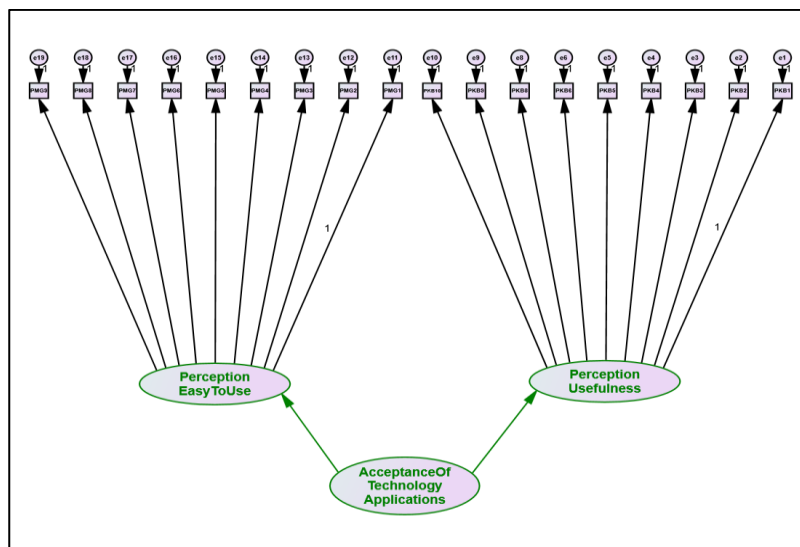 e19 e18 e17 e16 e15 e14 e13 e12 e11 e10 e9 e8 e6 e5 e4 e3 e2 e1
1 1 1 1 1 1 1 1 1 1 1 1 1 1 1 1 1 1
PMG9 PMG8 PMG7 PMG6 PMG5 PMG4 PMG3 PMG2 PMG1 PKB10 PKB9 PKB8 PKB6 PKB5 PKB4 PKB3 PKB2 PKB1
1 1
Perception
EasyToUse
Perception
Usefulness
AcceptanceOf
Technology
Applications